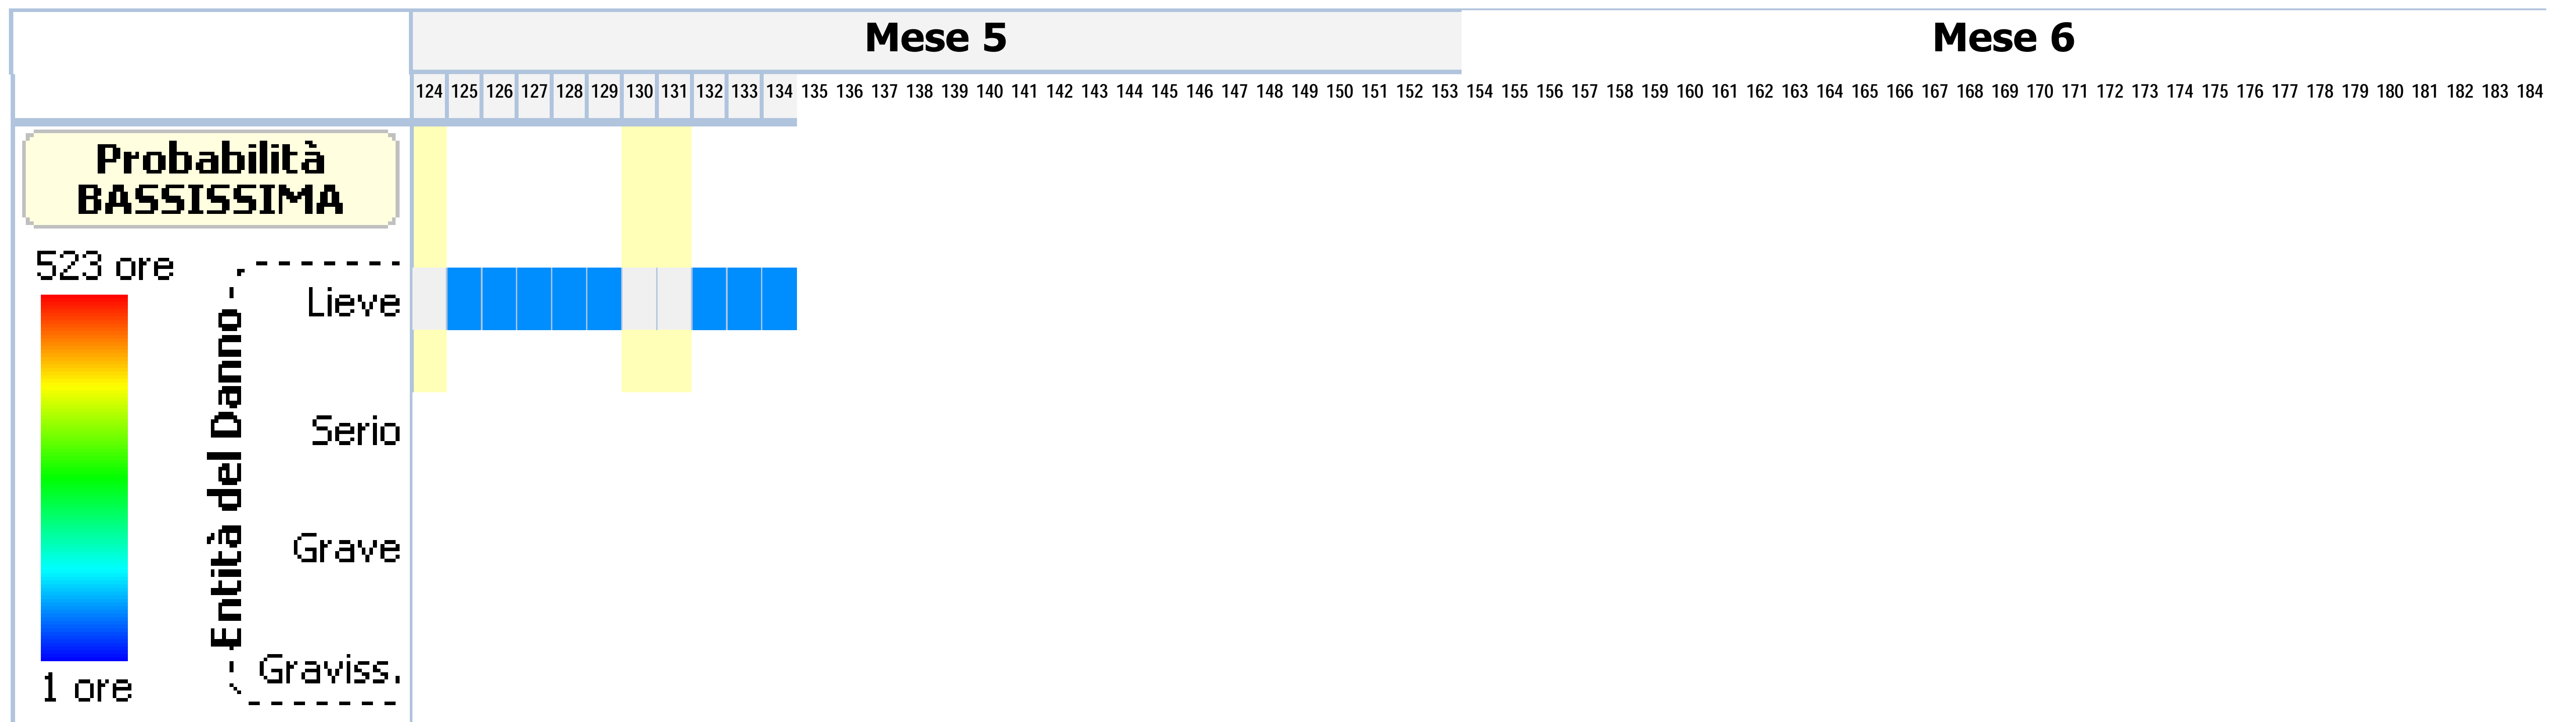 Mese 5 Mese 6
124 125 126 127 128 129 130 131 132 133 134 135 136 137 138 139 140 141 142 143 144 145 146 147 148 149 150 151 152 153 154 155 156 157 158 159 160 161 162 163 164 165 166 167 168 169 170 171 172 173 174 175 176 177 178 179 180 181 182 183 184
Probabilità
BASSISSIMA
523 ore
1 ore
Entità del Danno
Lieve
Serio
Grave
Graviss.